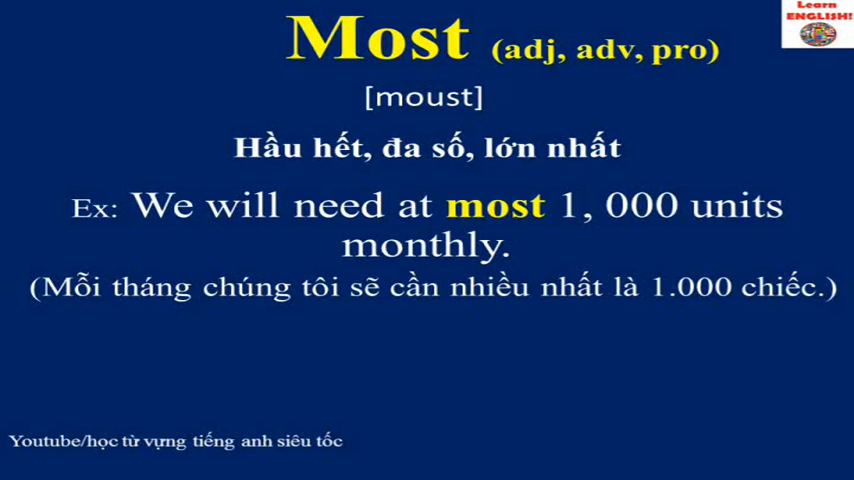 Learn
ENGLISH!
Most (adj, adv, pro)
[moust]
Hầu hết, đa số, lớn nhất
Ex: We will need at most 1, 000 units
monthly.
(Mỗi tháng chúng tôi sẽ cần nhiều nhất là 1.000 chiếc.)
Youtube/học từ vựng tiếng anh siêu tốc